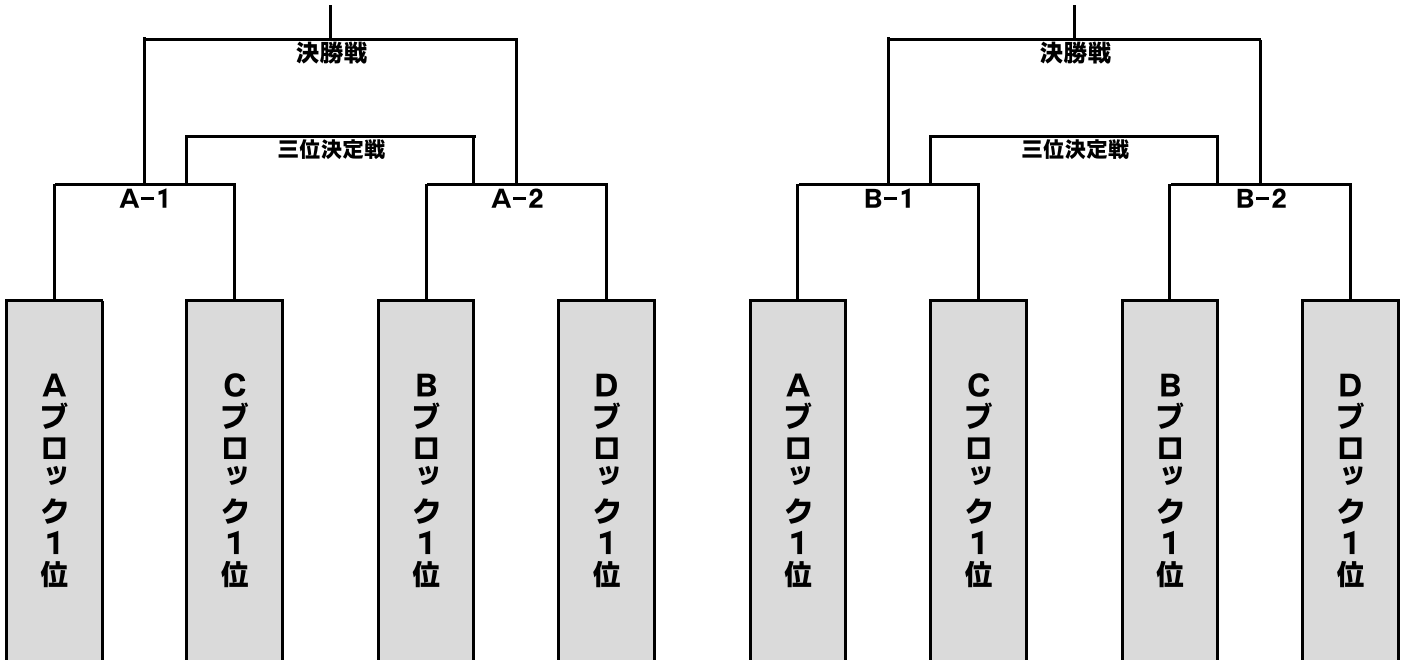 決勝戦
三位決定戦
A-1
A-2
Aブロック1位
Cブロック1位
Bブロック1位
Dブロック1位
決勝戦
三位決定戦
B-1
B-2
Aブロック1位
Cブロック1位
Bブロック1位
Dブロック1位